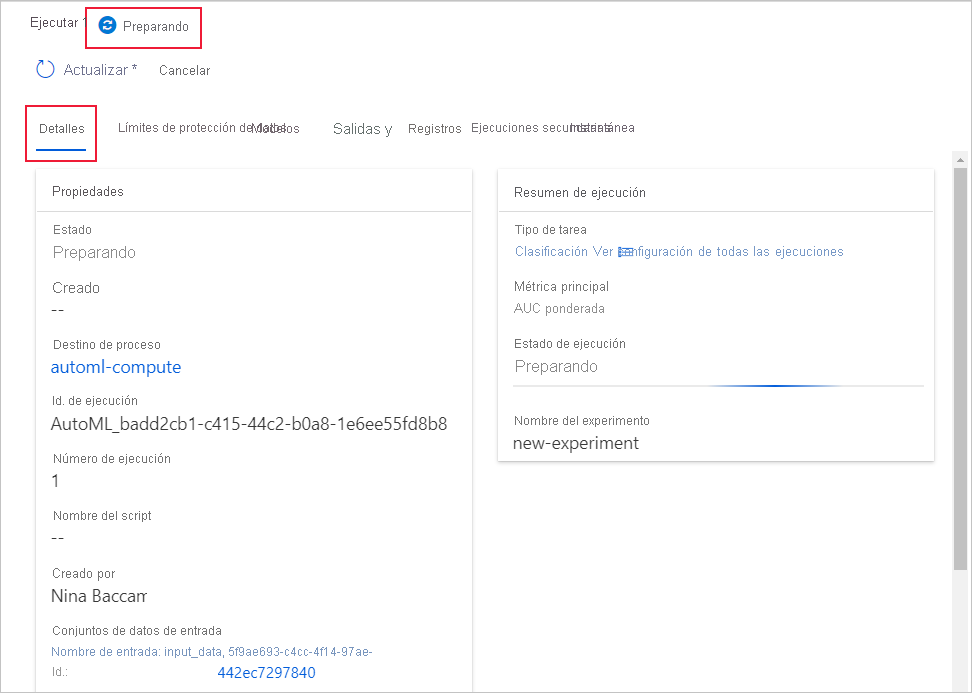 Ejecutar
Preparando
Actualizar *
Cancelar
Detalles
Límites de protección de datos
Modelos
Salidas y
Registros
Ejecuciones secundarias
Instantánea
Propiedades
Estado
Preparando
Creado
--
Destino de proceso
automl-compute
Id. de ejecución
AutoML_badd2cb1-c415-44c2-b0a8-1e6ee55fd8b8
Número de ejecución
1
Nombre del script
--
Creado por
Nina Baccam
Conjuntos de datos de entrada
Nombre de entrada: input_data, 5f9ae693-c4cc-4f14-97ae-
Id.:
442ec7297840
Resumen de ejecución
Tipo de tarea
Clasificación Ver configuración de todas las ejecuciones
Métrica principal
AUC ponderada
Estado de ejecución
Preparando
Nombre del experimento
new-experiment